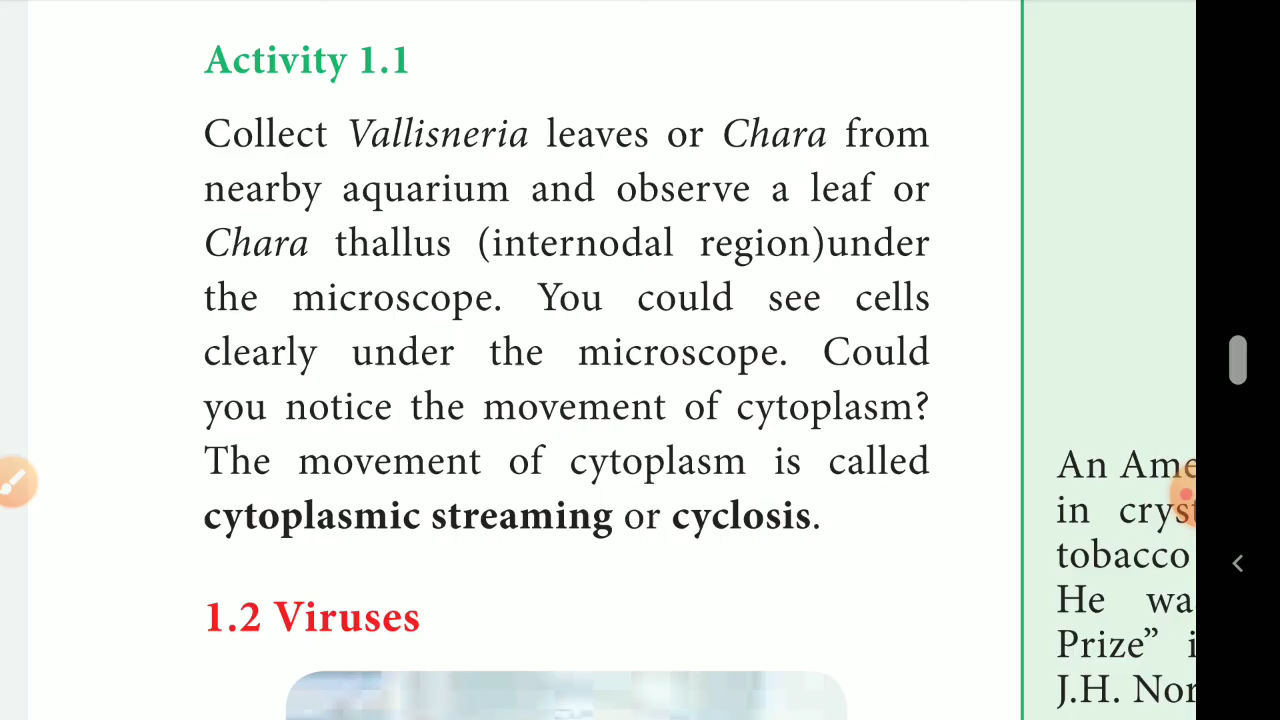 Activity 1.1
Collect Vallisneria leaves or Chara from
nearby aquarium and observe a leaf or
Chara thallus (internodal region)under
the microscope. You could see cells
clearly under the microscope. Could
you notice the movement of cytoplasm?
The movement of cytoplasm is called
cytoplasmic streaming or cyclosis.
1.2 Viruses
An
in
tobacco
He
Prize”
J.H.